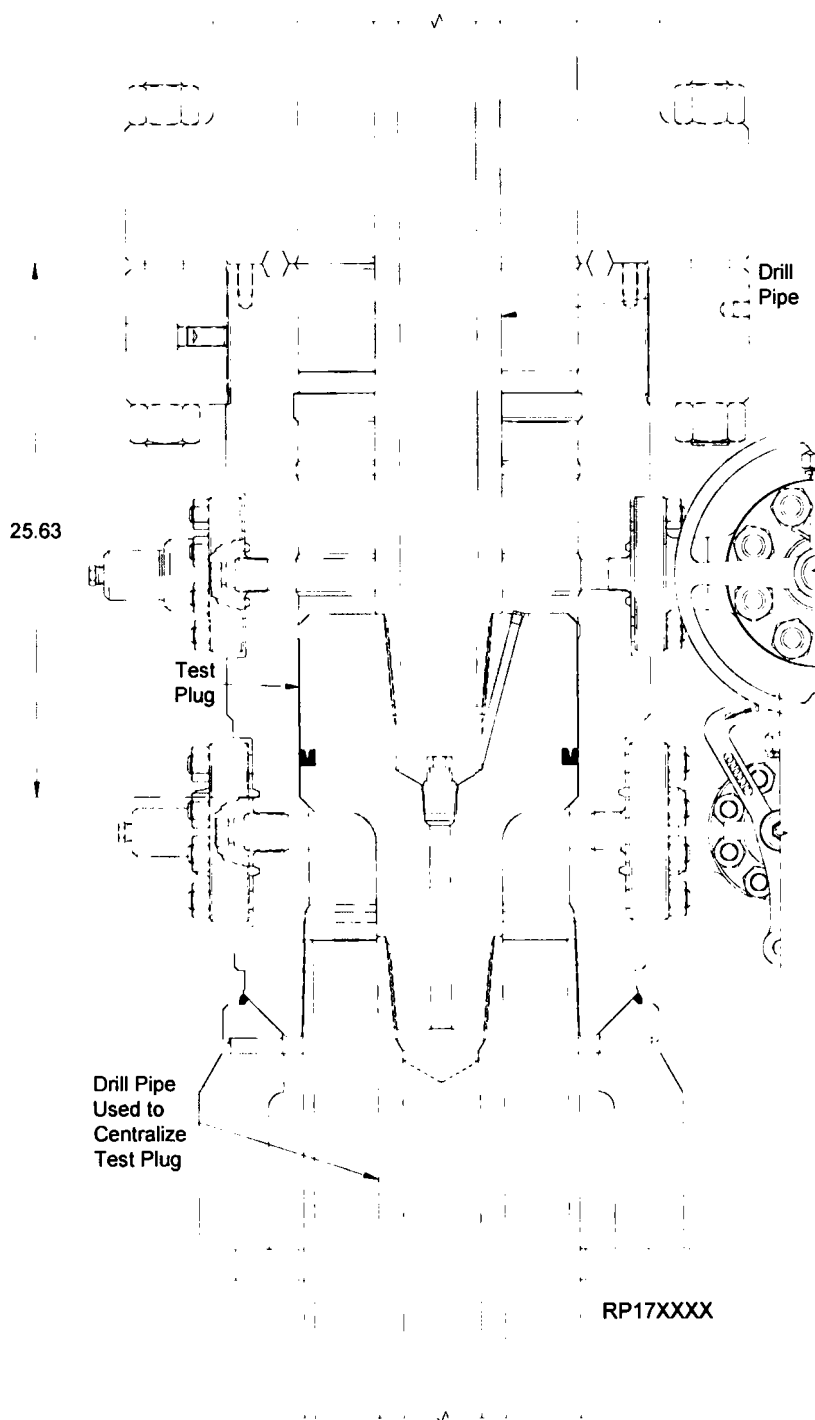 Drill
Pipe
25.63
Test
Plug
Drill Pipe
Used to
Centralize
Test Plug
RP17XXXX